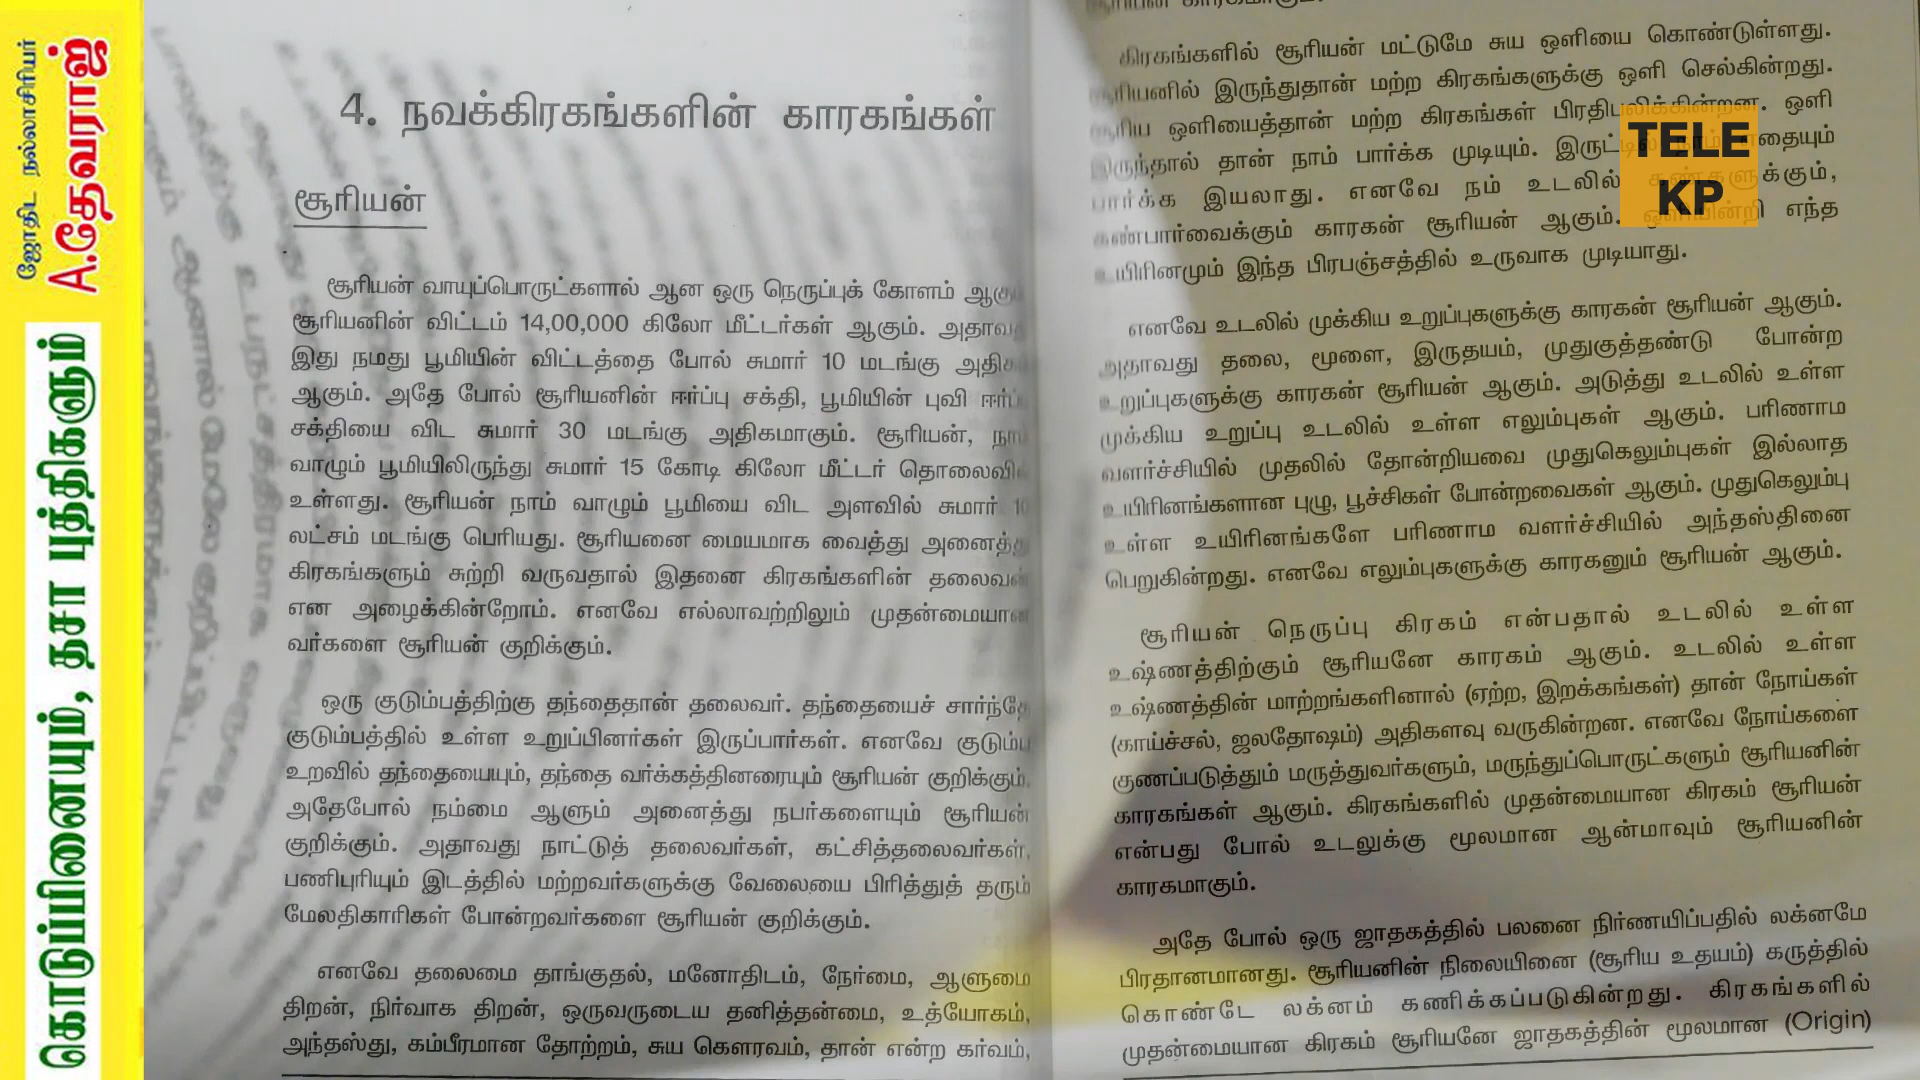 ஜோதிட நல்லாசிரியர்
A.தேவராஜ்
கொடுப்பினையும், தசா புத்திகளும்
4. நவக்கிரகங்களின் காரகங்கள்
சூரியன்
சூரியன் வாயுப்பொருட்களால் ஆன ஒரு நெருப்புக் கோளம்
சூரியனின் விட்டம் 14,00,000 கிலோ மீட்டர்கள் ஆகும்.
இது நமது பூமியின் விட்டத்தை போல் சுமார் 10 மடங்கு
ஆகும். அதே போல் சூரியனின் ஈர்ப்பு சக்தி, பூமியின் புவி
சக்தியை விட சுமார் 30 மடங்கு அதிகமாகும். சூரியன்,
வாழும் பூமியிலிருந்து சுமார் 15 கோடி கிலோ மீட்டர்
உள்ளது. சூரியன் நாம் வாழும் பூமியை விட அளவில் சுமார்
லட்சம் மடங்கு பெரியது. சூரியனை மையமாக வைத்து
கிரகங்களும் சுற்றி வருவதால் இதனை கிரகங்களின்
என அழைக்கின்றோம். எனவே எல்லாவற்றிலும் முதன்மையான
வர்களை சூரியன் குறிக்கும்.
ஒரு குடும்பத்திற்கு தந்தைதான் தலைவர். தந்தையைச் சார்ந்தே
குடும்பத்தில் உள்ள உறுப்பினர்கள் இருப்பார்கள். எனவே குடும்ப
உறவில் தந்தையையும், தந்தை வர்க்கத்தினரையும் சூரியன் குறிக்கும்.
அதேபோல் நம்மை ஆளும் அனைத்து நபர்களையும் சூரியன்
குறிக்கும். அதாவது நாட்டுத் தலைவர்கள், கட்சித்தலைவர்கள்,
பணிபுரியும் இடத்தில் மற்றவர்களுக்கு வேலையை பிரித்துத் தரும்
மேலதிகாரிகள் போன்றவர்களை சூரியன் குறிக்கும்.
எனவே தலைமை தாங்குதல், மனோதிடம், நேர்மை, ஆளுமை
திறன், நிர்வாக திறன், ஒருவருடைய தனித்தன்மை, உத்யோகம்,
அந்தஸ்து, கம்பீரமான தோற்றம், சுய கௌரவம், தான் என்ற கர்வம்,
கிரகங்களில் சூரியன் மட்டுமே சுய ஒளியை கொண்டுள்ளது.
சூரியனில் இருந்துதான் மற்ற கிரகங்களுக்கு ஒளி செல்கின்றது.
சூரிய ஒளியைத்தான் மற்ற கிரகங்கள் பிரதிபலிக்கின்றன. ஒளி
இருந்தால் தான் நாம் பார்க்க முடியும். இருட்டில் நாம் எதையும்
பார்க்க இயலாது. எனவே நம் உடலில் கண்களுக்கும்,
கண்பார்வைக்கும் காரகன் சூரியன் ஆகும். ஒளியின்றி எந்த
உயிரினமும் இந்த பிரபஞ்சத்தில் உருவாக முடியாது.
எனவே உடலில் முக்கிய உறுப்புகளுக்கு காரகன் சூரியன் ஆகும்.
அதாவது தலை, மூளை, இருதயம், முதுகுத்தண்டு போன்ற
உறுப்புகளுக்கு காரகன் சூரியன் ஆகும். அடுத்து உடலில் உள்ள
முக்கிய உறுப்பு உடலில் உள்ள எலும்புகள் ஆகும். பரிணாம
வளர்ச்சியில் முதலில் தோன்றியவை முதுகெலும்புகள் இல்லாத
உயிரினங்களான புழு, பூச்சிகள் போன்றவைகள் ஆகும். முதுகெலும்பு
உள்ள உயிரினங்களே பரிணாம வளர்ச்சியில் அந்தஸ்தினை
பெறுகின்றது. எனவே எலும்புகளுக்கு காரகனும் சூரியன் ஆகும்.
சூரியன் நெருப்பு கிரகம் என்பதால் உடலில் உள்ள
உஷ்ணத்திற்கும் சூரியனே காரகம் ஆகும். உடலில் உள்ள
உஷ்ணத்தின் மாற்றங்களினால் (ஏற்ற, இறக்கங்கள்) தான் நோய்கள்
(காய்ச்சல், ஜலதோஷம்) அதிகளவு வருகின்றன. எனவே நோய்களை
குணப்படுத்தும் மருத்துவர்களும், மருந்துப்பொருட்களும் சூரியனின்
காரகங்கள் ஆகும். கிரகங்களில் முதன்மையான கிரகம் சூரியன்
என்பது போல் உடலுக்கு மூலமான ஆன்மாவும் சூரியனின்
காரகமாகும்.
அதே போல் ஒரு ஜாதகத்தில் பலனை நிர்ணயிப்பதில் லக்னமே
பிரதானமானது. சூரியனின் நிலையினை (சூரிய உதயம்) கருத்தில்
கொண்டே லக்னம் கணிக்கப்படுகின்றது. கிரகங்களில்
முதன்மையான கிரகம் சூரியனே ஜாதகத்தின் மூலமான (Origin)
TELE
KP